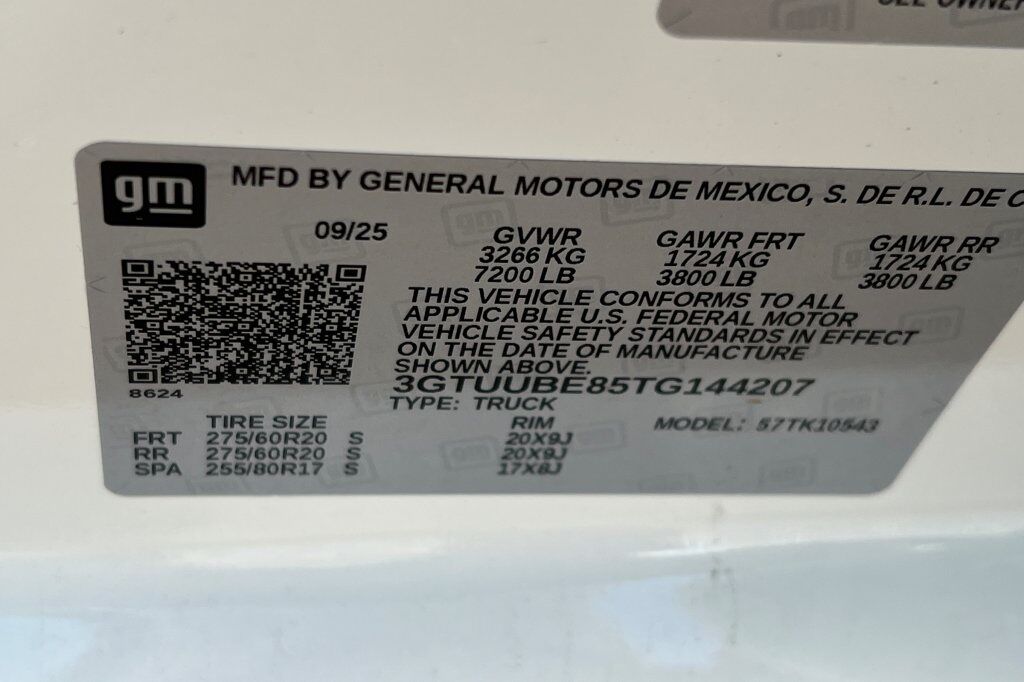 gm
MFD BY GENERAL MOTORS DE MEXICO, S. DE R.L. DE C
09/25
GVWR GAWR FRT GAWR RR
3266 KG 1724 KG 1724 KG
7200 LB 3800 LB 3800 LB
THIS VEHICLE CONFORMS TO ALL
APPLICABLE U.S. FEDERAL MOTOR
VEHICLE SAFETY STANDARDS IN EFFECT
ON THE DATE OF MANUFACTURE
SHOWN ABOVE.
3GTUUBE85TG144207
8624
TYPE: TRUCK
MODEL: 57TK10543
TIRE SIZE RIM
FRT 275/60R20 S 20X9J
RR 275/60R20 S 20X9J
SPA 255/80R17 S 17X8J